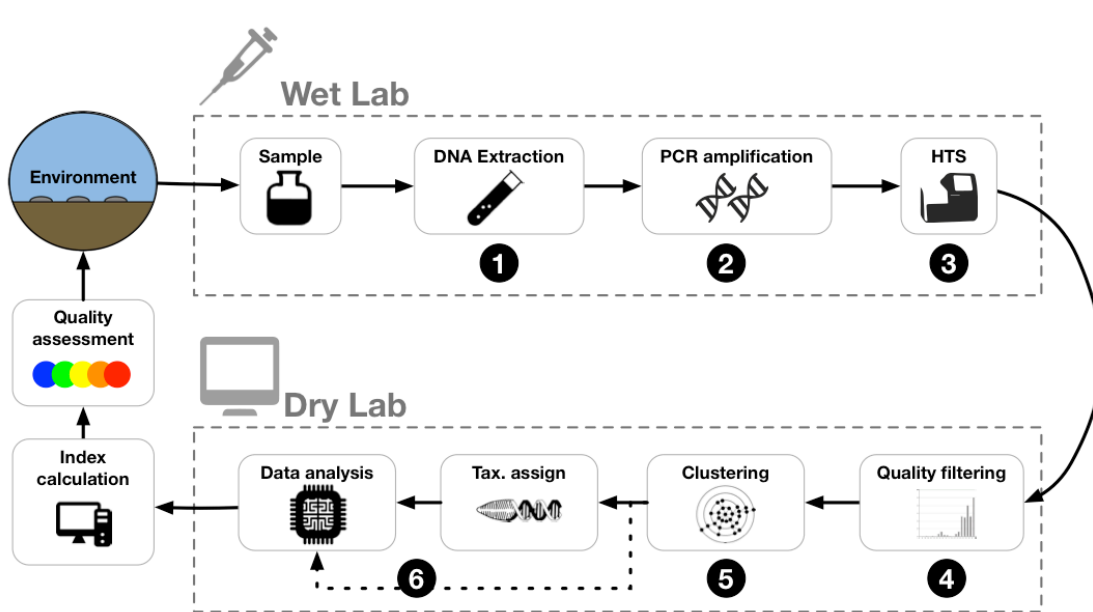 Wet Lab
Environment
Sample
DNA Extraction
PCR amplification
HTS
1
2
3
Quality
assessment
Dry Lab
Index
calculation
Data analysis
Tax. assign
Clustering
Quality filtering
6
5
4